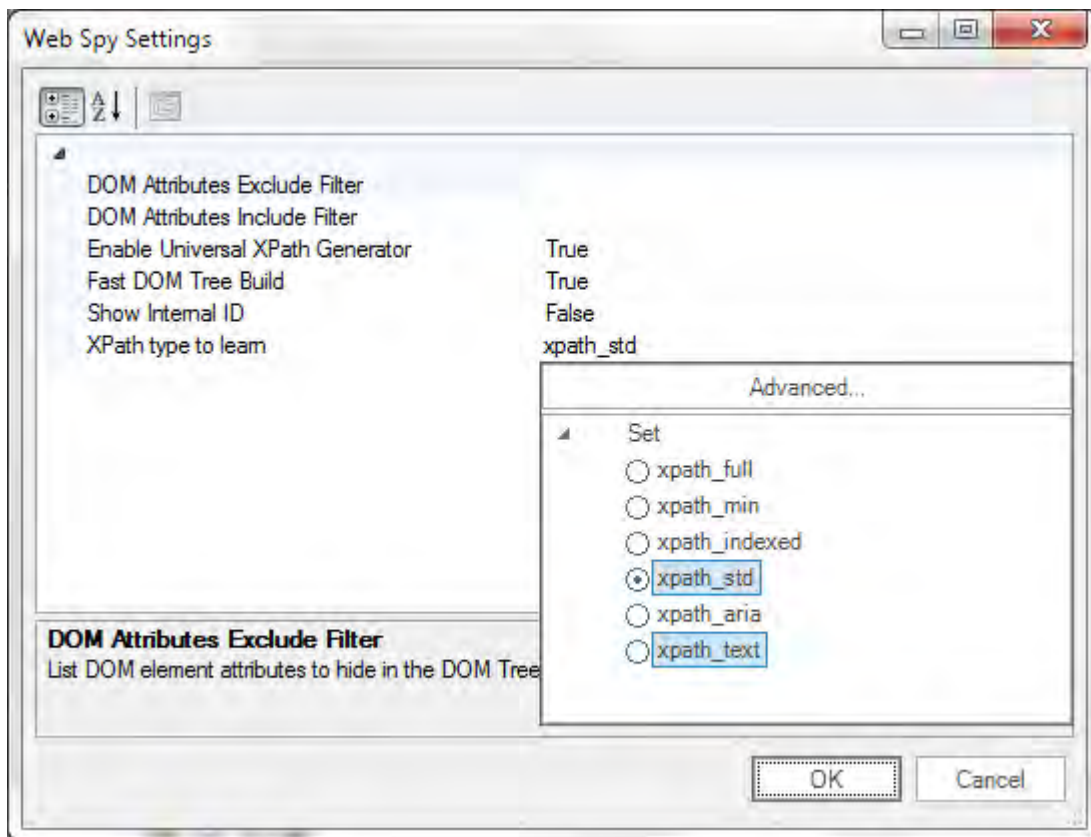 Web Spy Settings
DOM Attributes Exclude Filter
DOM Attributes Include Filter
Enable Universal XPath Generator True
Fast DOM Tree Build True
Show Internal ID False
XPath type to learn xpath_std
Advanced...
Set
xpath_full
xpath_min
xpath_indexed
xpath_std
xpath_aria
xpath_text
DOM Attributes Exclude Filter
List DOM element attributes to hide in the DOM Tree
OK Cancel